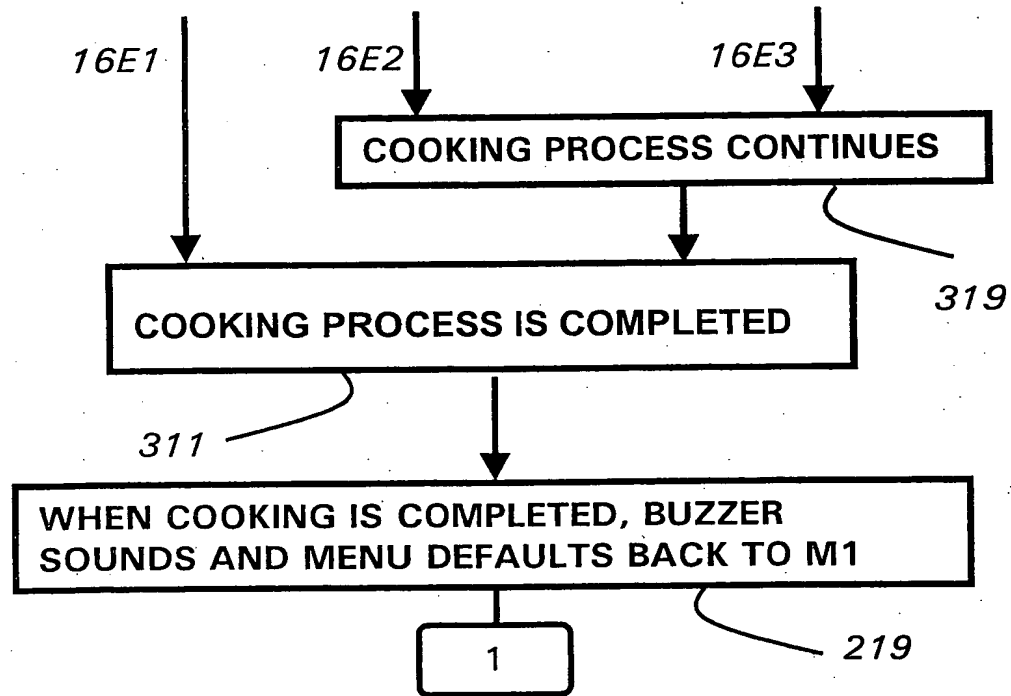 16E1
16E2
16E3
COOKING PROCESS CONTINUES
319
COOKING PROCESS IS COMPLETED
311
WHEN COOKING IS COMPLETED, BUZZER
SOUNDS AND MENU DEFAULTS BACK TO M1
219
1